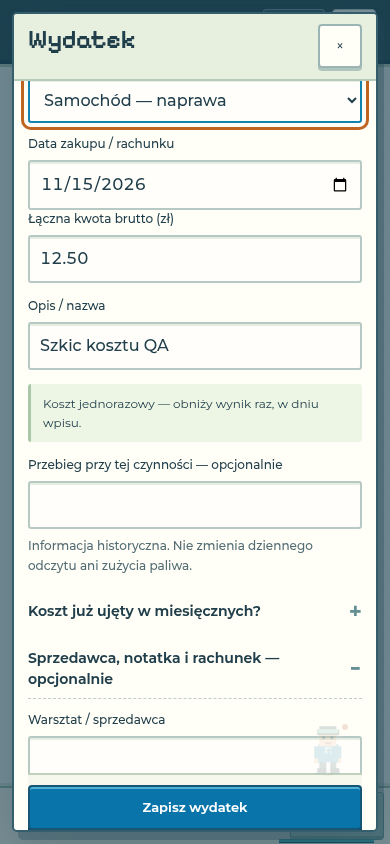 Wydatek
×
Samochód — naprawa
Data zakupu / rachunku
11/15/2026
Łączna kwota brutto (zł)
12.50
Opis / nazwa
Szkic kosztu QA
Koszt jednorazowy — obniży wynik raz, w dniu
wpisu.
Przebieg przy tej czynności — opcjonalnie
Informacja historyczna. Nie zmienia dziennego
odczytu ani zużycia paliwa.
Koszt już ujęty w miesięcznych? +
Sprzedawca, notatka i rachunek — −
opcjonalnie
Warsztat / sprzedawca
Zapisz wydatek